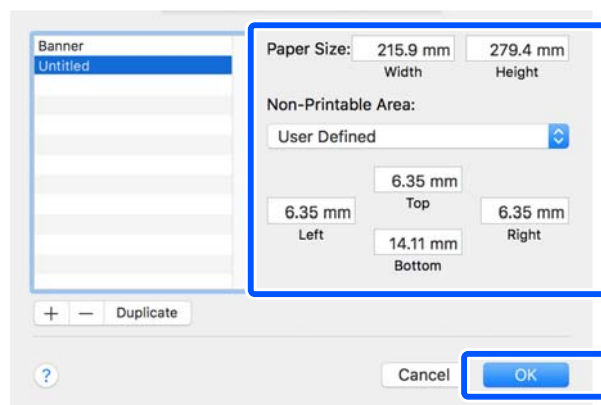 Banner
Untitled
Paper Size: 215.9 mm 279.4 mm
Width Height
Non-Printable Area:
User Defined
6.35 mm
Top
6.35 mm 6.35 mm
Left Right
14.11 mm
Bottom
+ − Duplicate
? Cancel OK